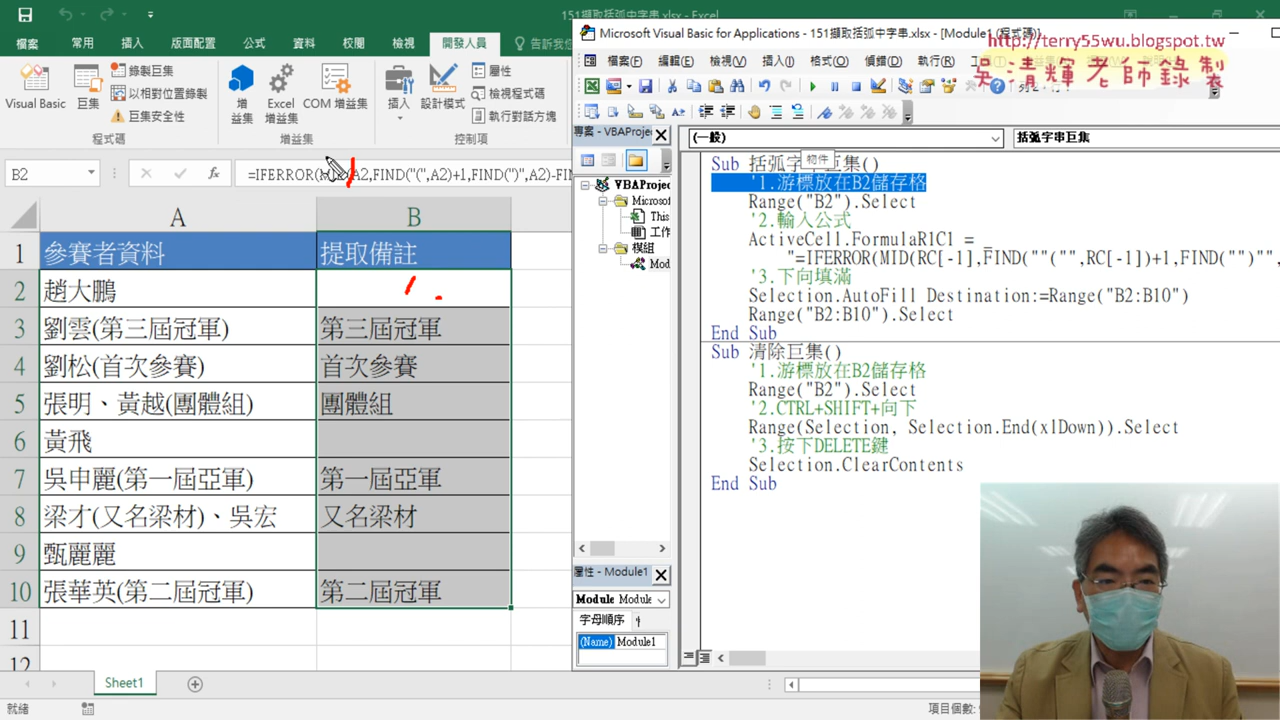 151擷取括弧中字串.xlsx - Excel
檔案 常用 插入 版面配置 公式 資料 校閱 檢視 開發人員 告訴我
Visual Basic 巨集 錄製巨集 以相對位置錄製 巨集安全性 增益集 Excel 增益集 COM 增益集 插入 設計模式 屬性 檢視程式碼 執行對話方塊
程式碼 增益集 控制項
B2 fx =IFERROR(MID(A2,FIND("(",A2)+1,FIND(")",A2)-FIN
A B
1 參賽者資料 提取備註
2 趙大鵬
3 劉雲(第三屆冠軍) 第三屆冠軍
4 劉松(首次參賽) 首次參賽
5 張明、黃越(團體組) 團體組
6 黃飛
7 吳申麗(第一屆亞軍) 第一屆亞軍
8 梁才(又名梁材)、吳宏 又名梁材
9 甄麗麗
10 張華英(第二屆冠軍) 第二屆冠軍
11
12
Sheet1
就緒
項目個數:
Microsoft Visual Basic for Applications - 151擷取括弧中字串.xlsx - [Module1 (程式碼)]
http://terry55wu.blogspot.tw
吳清輝老師錄製
檔案(F) 編輯(E) 檢視(V) 插入(I) 格式(O) 偵錯(D) 執行(R)
專案 - VBAProje
VBAProjec
Microsof
This
工作
模組
Mod
屬性 - Module1
Module Module
字母順序
(Name) Module1
(一般) 括弧字串巨集
物件
Sub 括弧字串巨集()
'1.游標放在B2儲存格
Range("B2").Select
'2.輸入公式
ActiveCell.FormulaR1C1 = _
"=IFERROR(MID(RC[-1],FIND(""("",RC[-1])+1,FIND("")"",
'3.下向填滿
Selection.AutoFill Destination:=Range("B2:B10")
Range("B2:B10").Select
End Sub
Sub 清除巨集()
'1.游標放在B2儲存格
Range("B2").Select
'2.CTRL+SHIFT+向下
Range(Selection, Selection.End(xlDown)).Select
'3.按下DELETE鍵
Selection.ClearContents
End Sub